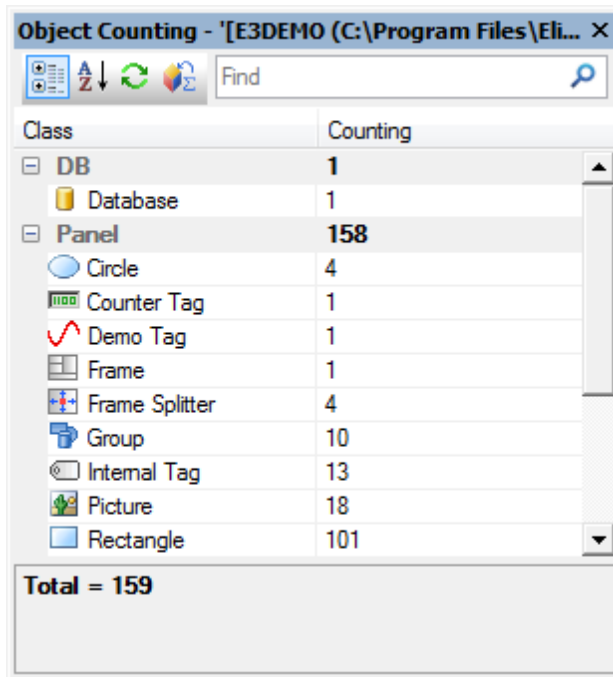 Object Counting - '[E3DEMO (C:\Program Files\Eli...
Find
Class Counting
DB 1
Database 1
Panel 158
Circle 4
Counter Tag 1
Demo Tag 1
Frame 1
Frame Splitter 4
Group 10
Internal Tag 13
Picture 18
Rectangle 101
Total = 159